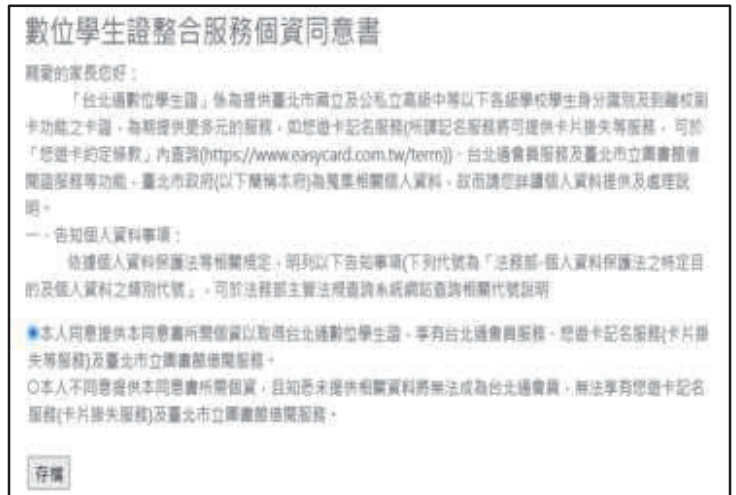 數位學生證整合服務個資同意書
親愛的家長您好：
「台北通數位學生證」係為提供臺北市國立及公私立高級中等以下各級學校學生身分識別及到離校刷
卡功能之卡證，為期提供更多元的服務，如悠遊卡記名服務(所謂記名服務將可提供卡片掛失等服務，可於
「悠遊卡約定條款」內查詢(https://www.easycard.com.tw/term))、台北通會員服務及臺北市立圖書館借
閱證服務等功能，臺北市政府(以下簡稱本府)為蒐集相關個人資料，故而請您詳讀個人資料提供及處理說
明。
一、告知個人資料事項：
依據個人資料保護法等相關規定，明列以下告知事項(下列代號為「法務部-個人資料保護法之特定目
的及個人資料之類別代號」，可於法務部主管法規查詢系統網站查詢相關代號說明
本人同意提供本同意書所需個資以取得台北通數位學生證、享有台北通會員服務、悠遊卡記名服務(卡片掛
失等服務)及臺北市立圖書館借閱服務。
本人不同意提供本同意書所需個資，且知悉未提供相關資料將無法成為台北通會員、無法享有悠遊卡記名
服務(卡片掛失服務)及臺北市立圖書館借閱服務。
存檔